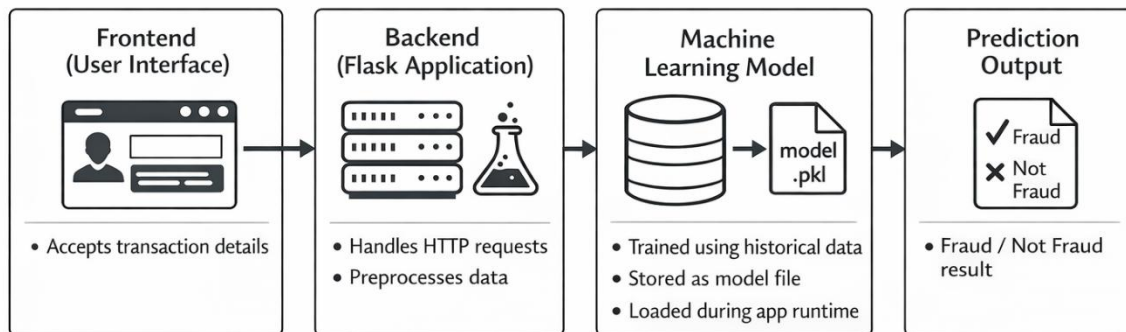 Frontend
(User Interface)
• Accepts transaction details
Backend
(Flask Application)
• Handles HTTP requests
• Preprocesses data
Machine
Learning Model
model
.pkl
• Trained using historical data
• Stored as model file
• Loaded during app runtime
Prediction
Output
Fraud
Not
Fraud
• Fraud / Not Fraud
result